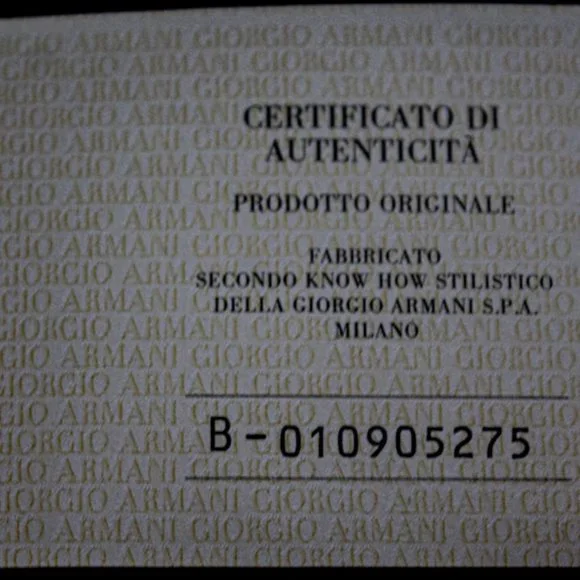 CERTIFICATO DI
AUTENTICITÀ
PRODOTTO ORIGINALE
FABBRICATO
SECONDO KNOW HOW STILISTICO
DELLA GIORGIO ARMANI S.P.A.
MILANO
B-010905275